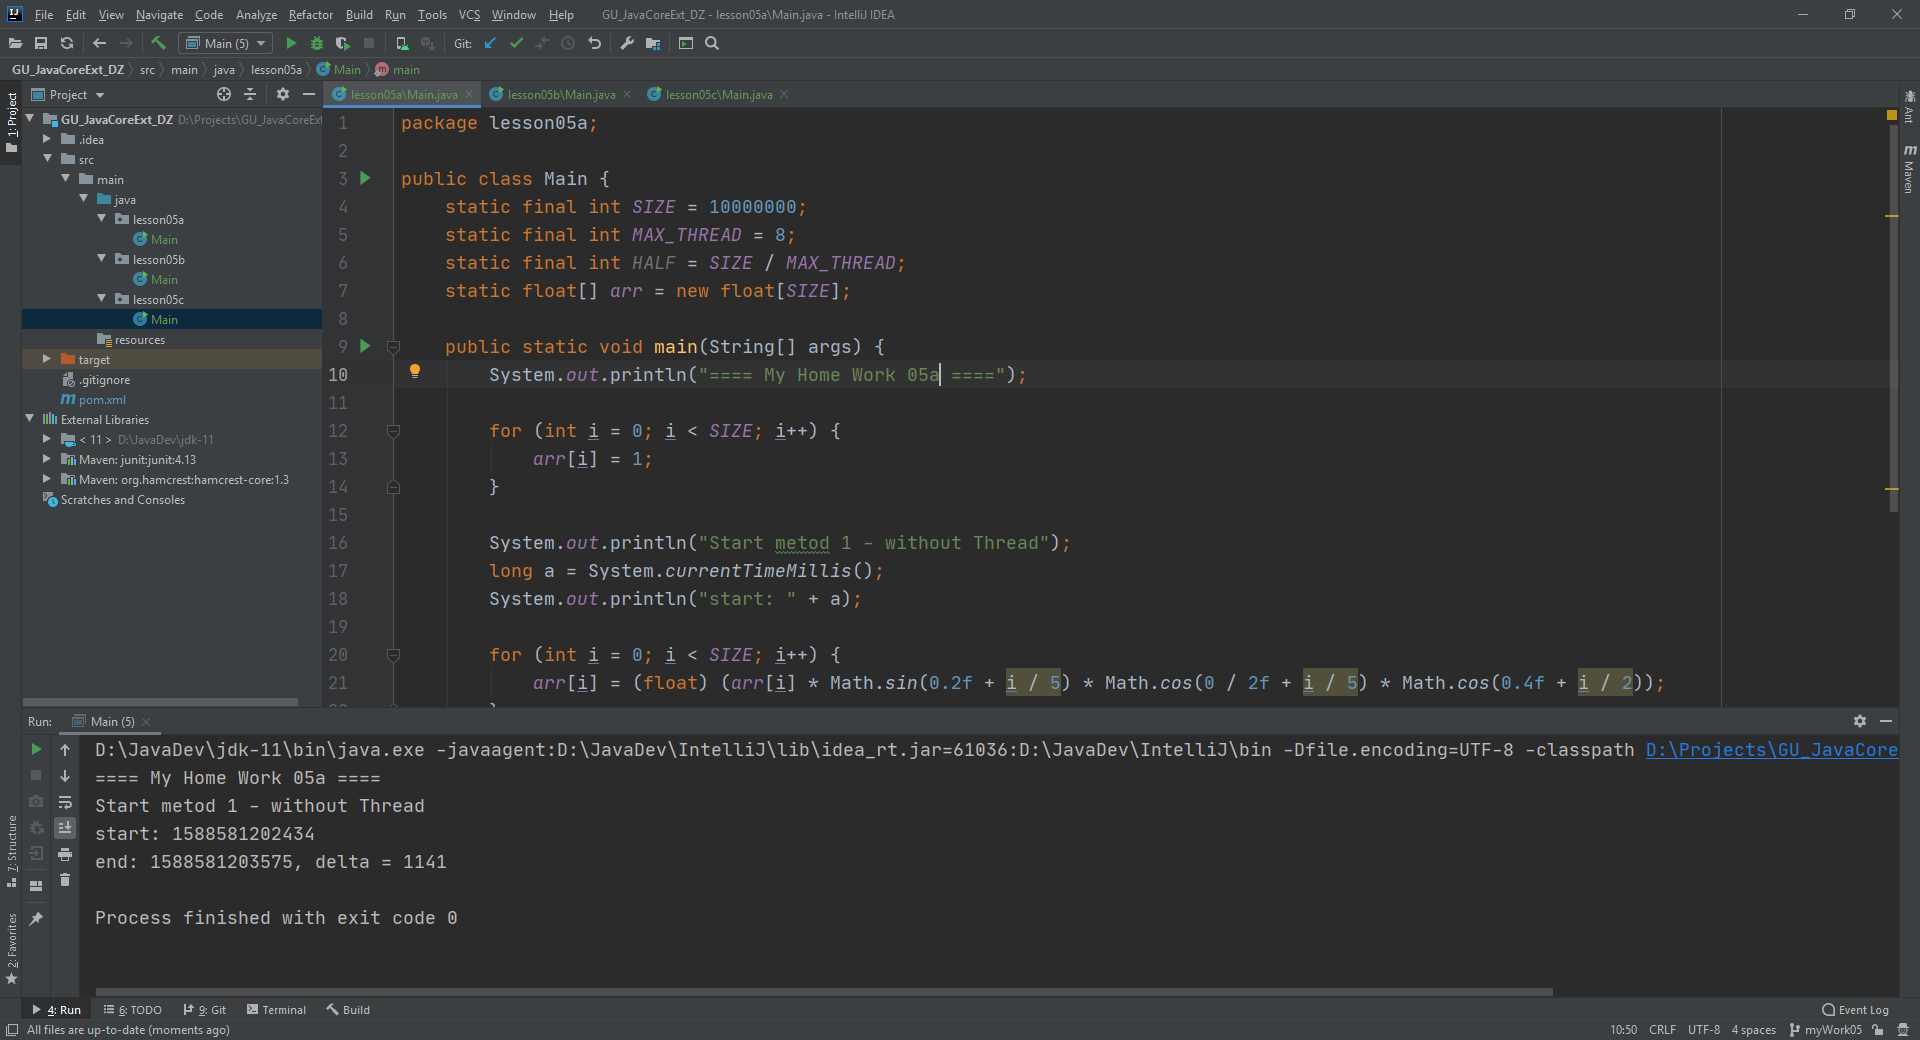 File Edit View Navigate Code Analyze Refactor Build Run Tools VCS Window Help GU_JavaCoreExt_DZ - lesson05a\Main.java - IntelliJ IDEA
Main (5) Git:
GU_JavaCoreExt_DZ src main java lesson05a Main main
1: Project
Project
lesson05a\Main.java lesson05b\Main.java lesson05c\Main.java
GU_JavaCoreExt_DZ D:\Projects\GU_JavaCoreExt
.idea
src
main
java
lesson05a
Main
lesson05b
Main
lesson05c
Main
resources
target
.gitignore
pom.xml
External Libraries
< 11 > D:\JavaDev\jdk-11
Maven: junit:junit:4.13
Maven: org.hamcrest:hamcrest-core:1.3
Scratches and Consoles
1 package lesson05a;
2
3 public class Main {
4 static final int SIZE = 10000000;
5 static final int MAX_THREAD = 8;
6 static final int HALF = SIZE / MAX_THREAD;
7 static float[] arr = new float[SIZE];
8
9 public static void main(String[] args) {
10 System.out.println("==== My Home Work 05a ====");
11
12 for (int i = 0; i < SIZE; i++) {
13 arr[i] = 1;
14 }
15
16 System.out.println("Start metod 1 - without Thread");
17 long a = System.currentTimeMillis();
18 System.out.println("start: " + a);
19
20 for (int i = 0; i < SIZE; i++) {
21 arr[i] = (float) (arr[i] * Math.sin(0.2f + i / 5) * Math.cos(0 / 2f + i / 5) * Math.cos(0.4f + i / 2));
Ant
Maven
Run: Main (5)
D:\JavaDev\jdk-11\bin\java.exe -javaagent:D:\JavaDev\IntelliJ\lib\idea_rt.jar=61036:D:\JavaDev\IntelliJ\bin -Dfile.encoding=UTF-8 -classpath D:\Projects\GU_JavaCore
==== My Home Work 05a ====
Start metod 1 - without Thread
start: 1588581202434
end: 1588581203575, delta = 1141
Process finished with exit code 0
7: Structure
2: Favorites
4: Run 6: TODO 9: Git Terminal Build Event Log
All files are up-to-date (moments ago) 10:50 CRLF UTF-8 4 spaces myWork05